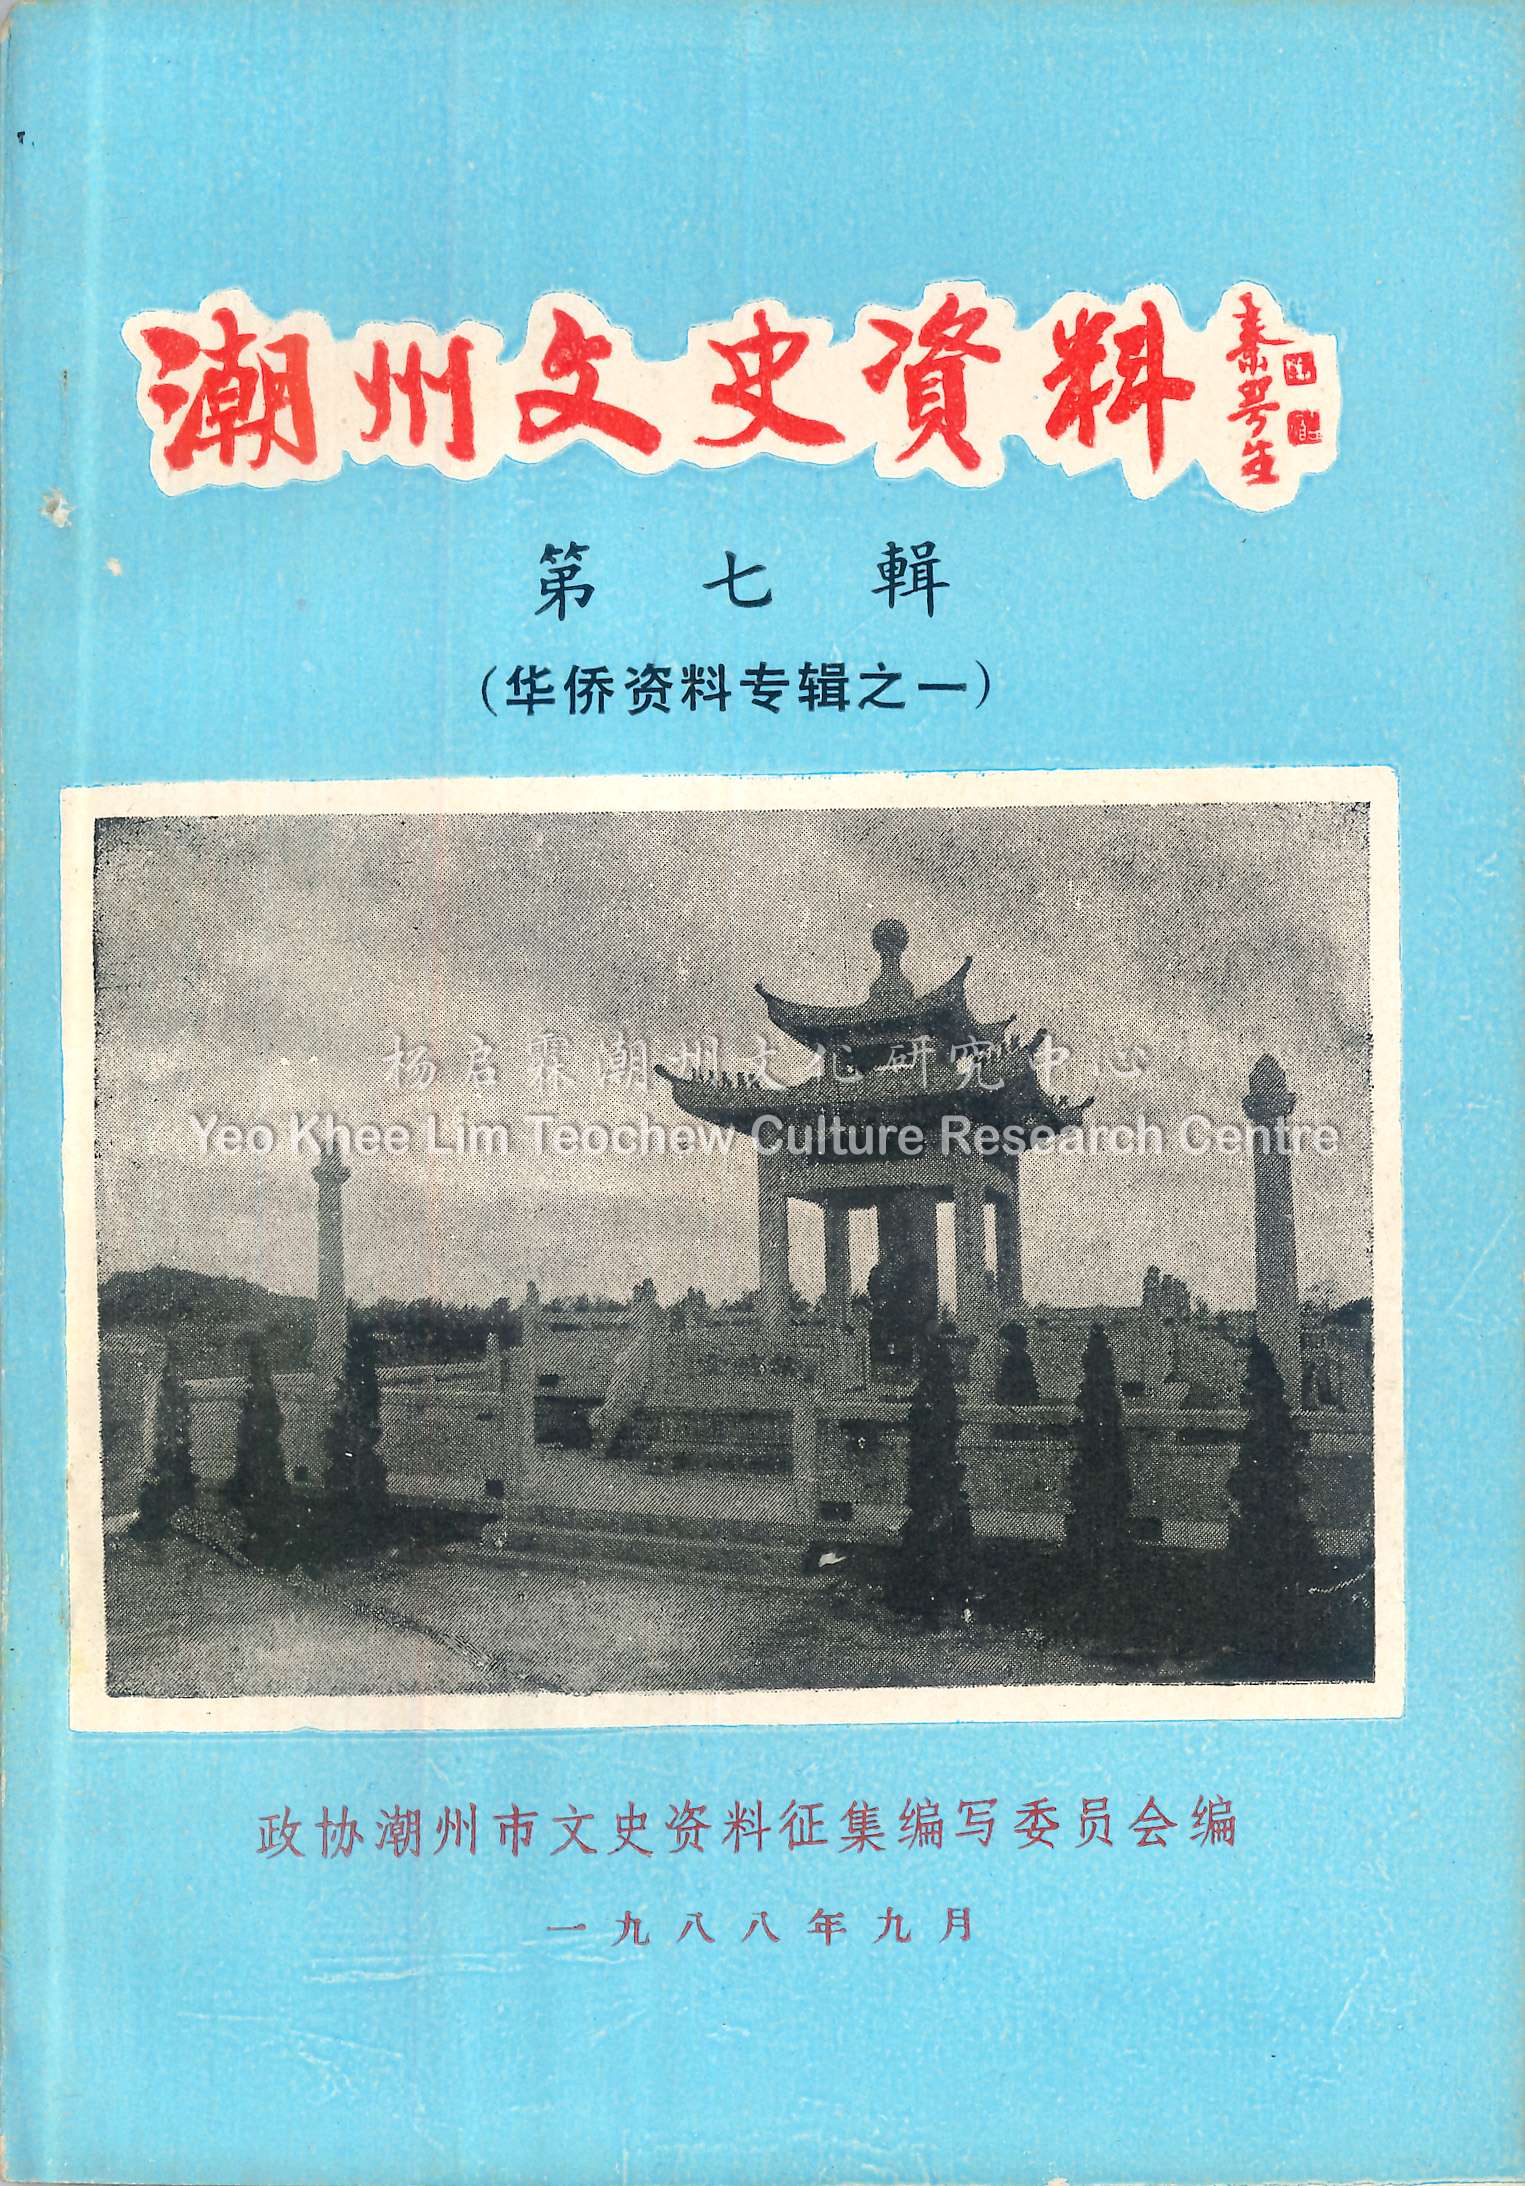 潮州文史資料
秦咢生
第七輯
(华侨资料专辑之一)
杨启霖潮州文化研究中心
Yeo Khee Lim Teochew Culture Research Centre
政协潮州市文史资料征集编写委员会编
一九八八年九月